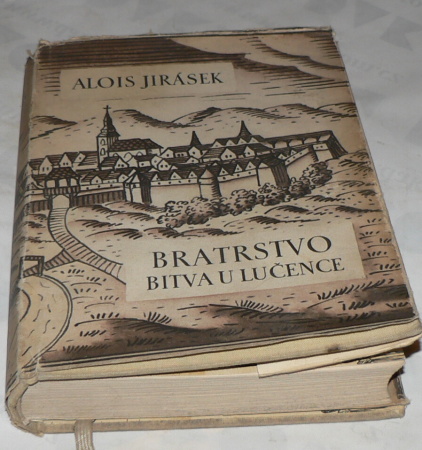 ALOIS JIRÁSEK
BRATRSTVO
BITVA U LUČENCE